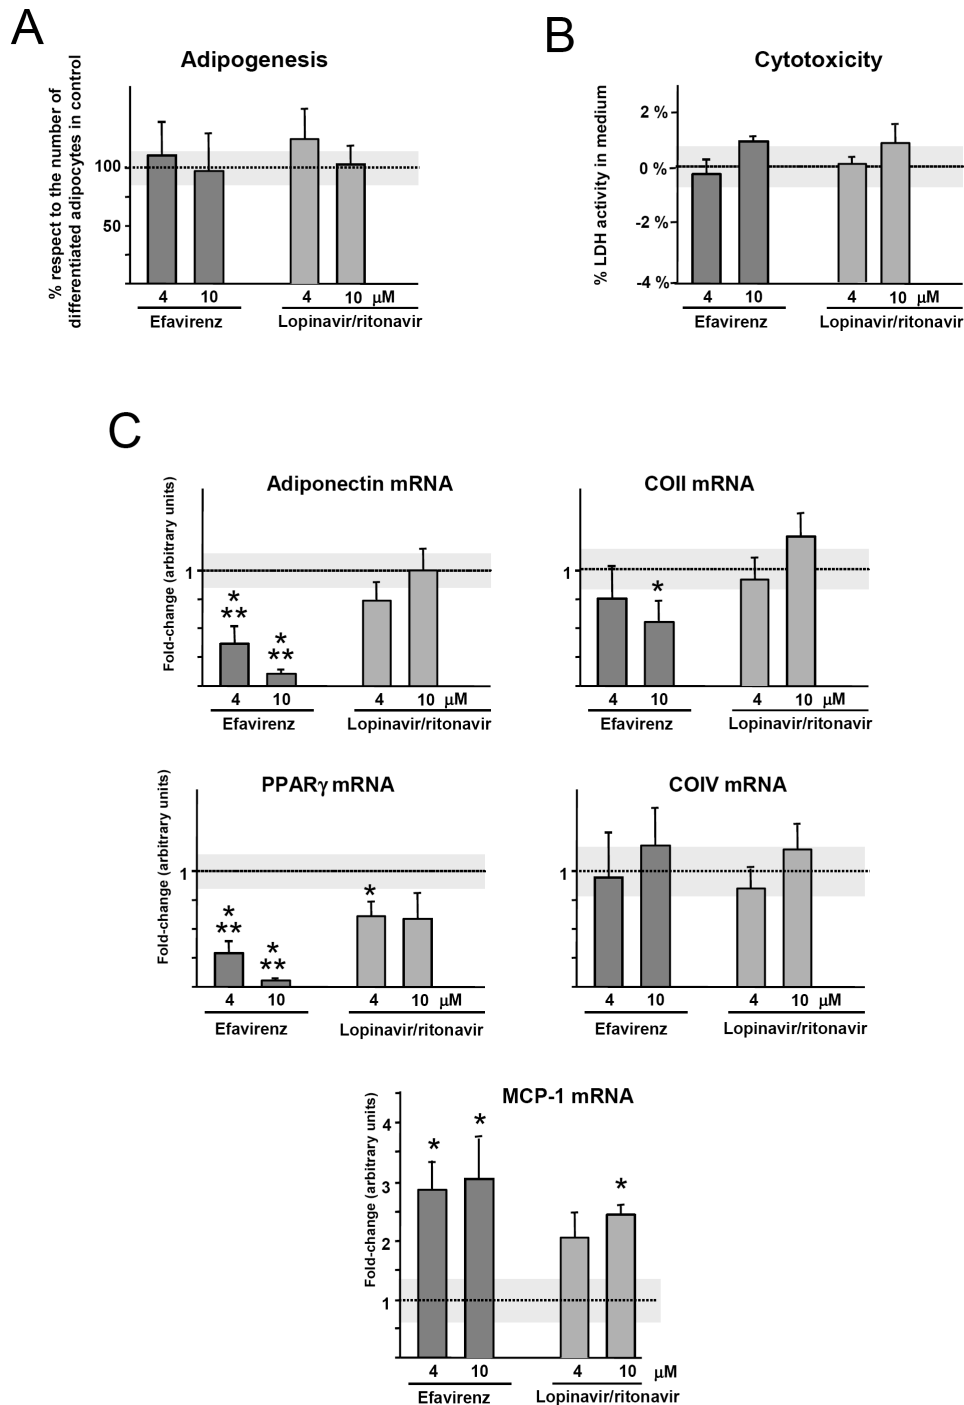 A
Adipogenesis
% respect to the number of
differentiated adipocytes in control
100
50
4 10 4 10 μM
Efavirenz Lopinavir/ritonavir
B
Cytotoxicity
% LDH activity in medium
2 %
0 %
-2 %
-4 %
4 10 4 10 μM
Efavirenz Lopinavir/ritonavir
C
Adiponectin mRNA
Fold-change (arbitrary units)
1
*
**
*
**
4 10 4 10 μM
Efavirenz Lopinavir/ritonavir
COII mRNA
1
*
4 10 4 10 μM
Efavirenz Lopinavir/ritonavir
PPARγ mRNA
Fold-change (arbitrary units)
1
*
**
*
**
*
4 10 4 10 μM
Efavirenz Lopinavir/ritonavir
COIV mRNA
1
4 10 4 10 μM
Efavirenz Lopinavir/ritonavir
MCP-1 mRNA
Fold-change (arbitrary units)
4
3
2
1
*
*
*
4 10 4 10 μM
Efavirenz Lopinavir/ritonavir